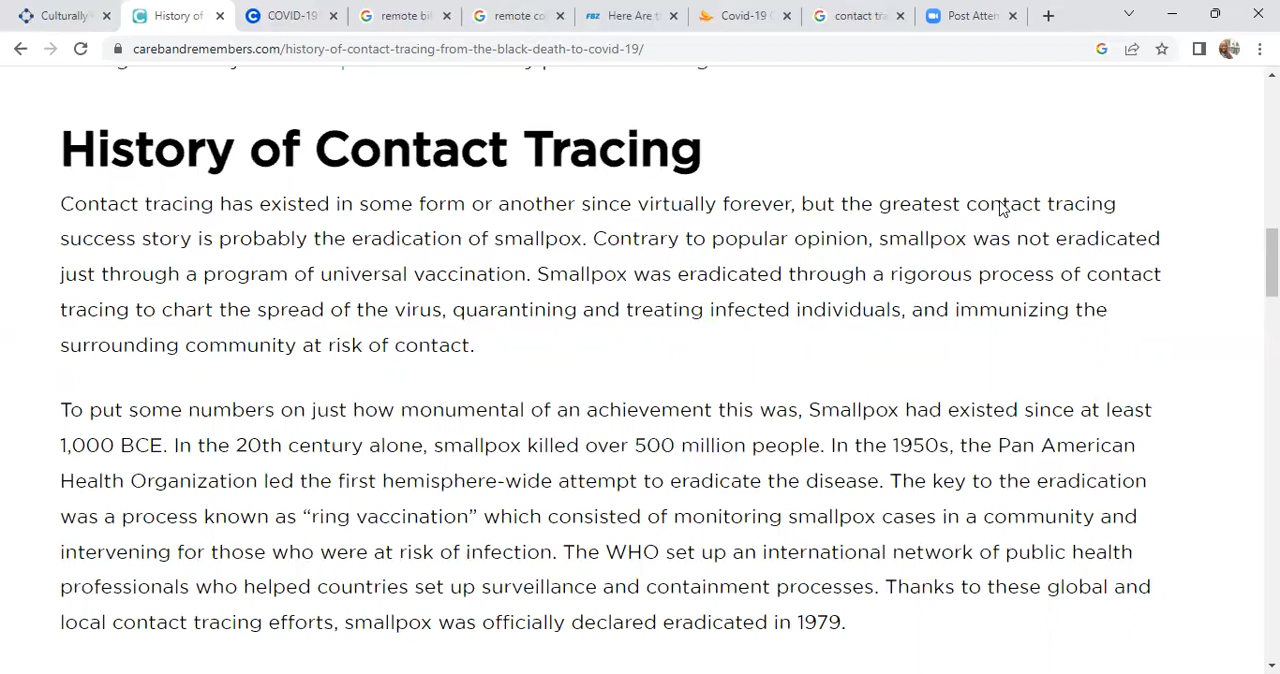 Culturally
History of
COVID-19
remote bil
remote co
FBZ Here Are t
Covid-19 C
contact tra
Post Atten
carebandremembers.com/history-of-contact-tracing-from-the-black-death-to-covid-19/
History of Contact Tracing
Contact tracing has existed in some form or another since virtually forever, but the greatest contact tracing
success story is probably the eradication of smallpox. Contrary to popular opinion, smallpox was not eradicated
just through a program of universal vaccination. Smallpox was eradicated through a rigorous process of contact
tracing to chart the spread of the virus, quarantining and treating infected individuals, and immunizing the
surrounding community at risk of contact.
To put some numbers on just how monumental of an achievement this was, Smallpox had existed since at least
1,000 BCE. In the 20th century alone, smallpox killed over 500 million people. In the 1950s, the Pan American
Health Organization led the first hemisphere-wide attempt to eradicate the disease. The key to the eradication
was a process known as “ring vaccination” which consisted of monitoring smallpox cases in a community and
intervening for those who were at risk of infection. The WHO set up an international network of public health
professionals who helped countries set up surveillance and containment processes. Thanks to these global and
local contact tracing efforts, smallpox was officially declared eradicated in 1979.